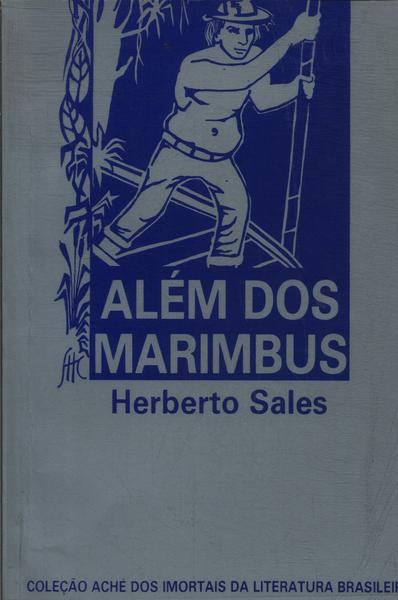 ALÉM DOS
MARIMBUS
Herberto Sales
COLEÇÃO ACHÉ DOS IMORTAIS DA LITERATURA BRASILEIR